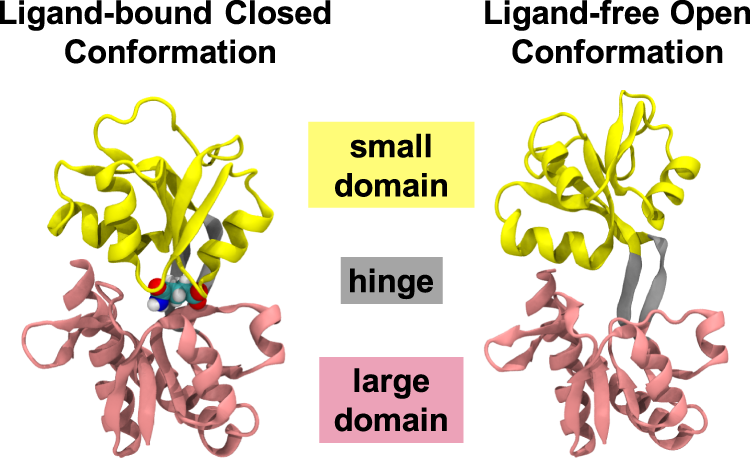 Ligand-bound Closed
Conformation
Ligand-free Open
Conformation
small
domain
hinge
large
domain